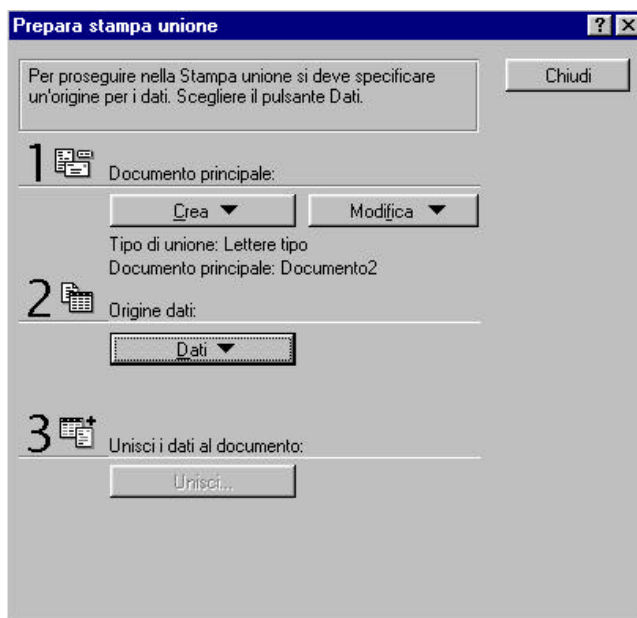 Prepara stampa unione
Per proseguire nella Stampa unione si deve specificare
un'origine per i dati. Scegliere il pulsante Dati.
Chiudi
1 Documento principale:
Crea Modifica
Tipo di unione: Lettere tipo
Documento principale: Documento2
2 Origine dati:
Dati
3 Unisci i dati al documento:
Unisci...